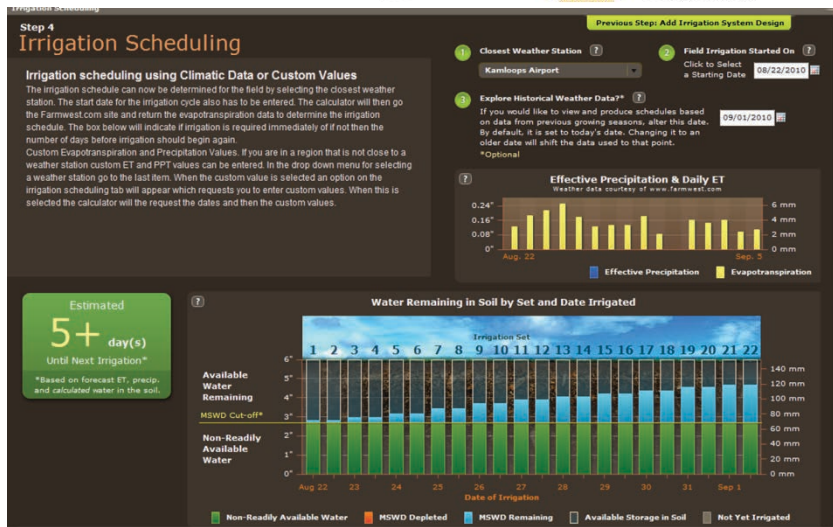 Irrigation Scheduling
Step 4
Irrigation Scheduling
Previous Step: Add Irrigation System Design
Irrigation scheduling using Climatic Data or Custom Values
The irrigation schedule can now be determined for the field by selecting the closest weather
station. The start date for the irrigation cycle also has to be entered. The calculator will then go
the Farmwest.com site and return the evapotranspiration data to determine the irrigation
schedule. The box below will indicate if irrigation is required immediately of if not then the
number of days before irrigation should begin again.
Custom Evapotranspiration and Precipitation Values. If you are in a region that is not close to a
weather station custom ET and PPT values can be entered. In the drop down menu for selecting
a weather station go to the last item. When the custom value is selected an option on the
irrigation scheduling tab will appear which requests you to enter custom values. When this is
selected the calculator will the request the dates and then the custom values.
1 Closest Weather Station ?
Kamloops Airport
2 Field Irrigation Started On ?
Click to Select
a Starting Date
08/22/2010
3 Explore Historical Weather Data?* ?
If you would like to view and produce schedules based
on data from previous growing seasons, alter this date.
By default, it is set to today's date. Changing it to an
older date will shift the data used to that point.
*Optional
09/01/2010
? Effective Precipitation & Daily ET
Weather data courtesy of www.farmwest.com
0.24" 6 mm
0.16" 4 mm
0.08" 2 mm
0" 0 mm
Aug. 22 Sep. 5
Effective Precipitation Evapotranspiration
Estimated
5+ day(s)
Until Next Irrigation*
*Based on forecast ET, precip.
and calculated water in the soil.
? Water Remaining in Soil by Set and Date Irrigated
Irrigation Set
1 2 3 4 5 6 7 8 9 10 11 12 13 14 15 16 17 18 19 20 21 22
Available
Water
Remaining
MSWD Cut-off*
Non-Readily
Available
Water
6"
5"
4"
3"
2"
1"
0"
140 mm
120 mm
100 mm
80 mm
60 mm
40 mm
20 mm
0 mm
Aug 22 23 24 25 26 27 28 29 30 31 Sep 1
Date of Irrigation
Non-Readily Available Water MSWD Depleted MSWD Remaining Available Storage in Soil Not Yet Irrigated